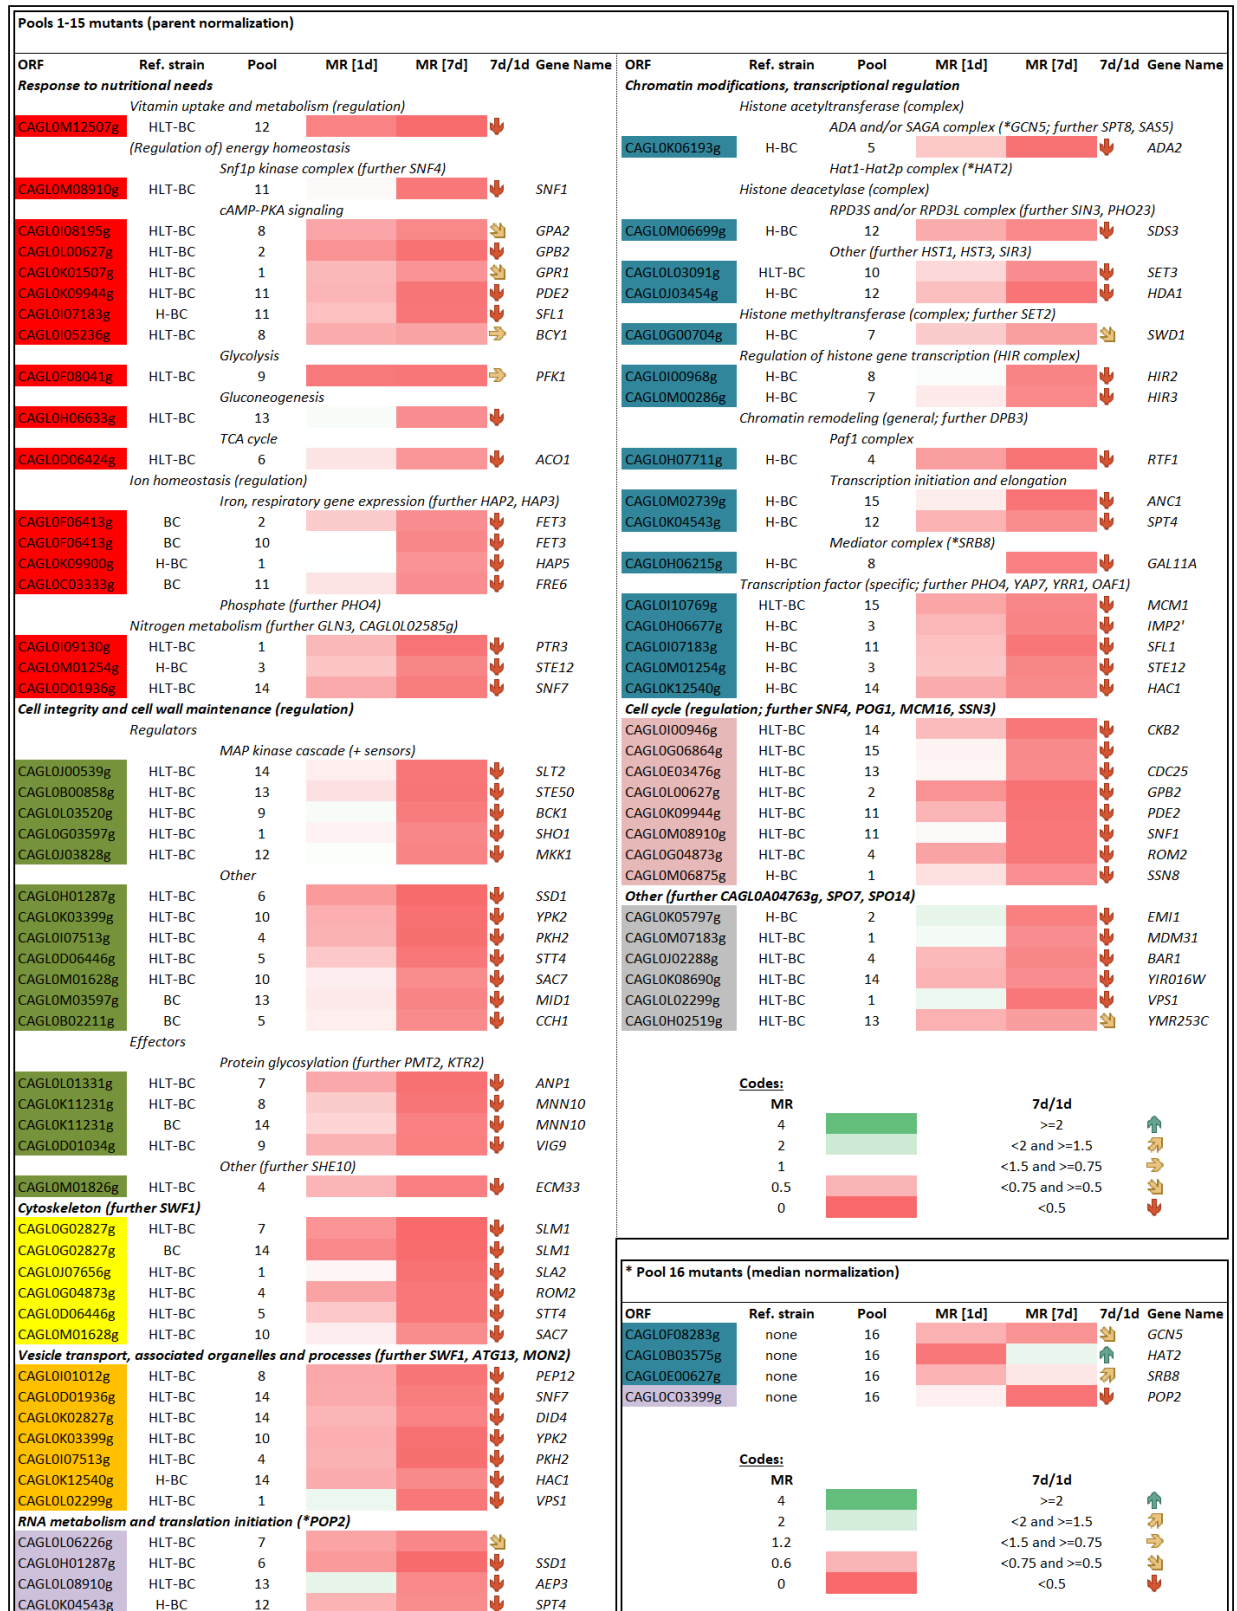 Pools 1-15 mutants (parent normalization)
ORF Ref. strain Pool MR [1d] MR [7d] 7d/1d Gene Name
Response to nutritional needs
Vitamin uptake and metabolism (regulation)
CAGL0M12507g HLT-BC 12
(Regulation of) energy homeostasis
Snf1p kinase complex (further SNF4)
CAGL0M08910g HLT-BC 11 SNF1
cAMP-PKA signaling
CAGL0I08195g HLT-BC 8 GPA2
CAGL0L00627g HLT-BC 2 GPB2
CAGL0K01507g HLT-BC 1 GPR1
CAGL0K09944g HLT-BC 11 PDE2
CAGL0I07183g H-BC 11 SFL1
CAGL0I05236g HLT-BC 8 BCY1
Glycolysis
CAGL0F08041g HLT-BC 9 PFK1
Gluconeogenesis
CAGL0H06633g HLT-BC 13
TCA cycle
CAGL0D06424g HLT-BC 6 ACO1
Ion homeostasis (regulation)
Iron, respiratory gene expression (further HAP2, HAP3)
CAGL0F06413g BC 2 FET3
CAGL0F06413g BC 10 FET3
CAGL0K09900g H-BC 1 HAP5
CAGL0C03333g BC 11 FRE6
Phosphate (further PHO4)
Nitrogen metabolism (further GLN3, CAGL0L02585g)
CAGL0I09130g HLT-BC 1 PTR3
CAGL0M01254g H-BC 3 STE12
CAGL0D01936g HLT-BC 14 SNF7
Cell integrity and cell wall maintenance (regulation)
Regulators
MAP kinase cascade (+ sensors)
CAGL0J00539g HLT-BC 14 SLT2
CAGL0B00858g HLT-BC 13 STE50
CAGL0L03520g HLT-BC 9 BCK1
CAGL0G03597g HLT-BC 1 SHO1
CAGL0J03828g HLT-BC 12 MKK1
Other
CAGL0H01287g HLT-BC 6 SSD1
CAGL0K03399g HLT-BC 10 YPK2
CAGL0I07513g HLT-BC 4 PKH2
CAGL0D06446g HLT-BC 5 STT4
CAGL0M01628g HLT-BC 10 SAC7
CAGL0M03597g BC 13 MID1
CAGL0B02211g BC 5 CCH1
Effectors
Protein glycosylation (further PMT2, KTR2)
CAGL0L01331g HLT-BC 7 ANP1
CAGL0K11231g HLT-BC 8 MNN10
CAGL0K11231g BC 14 MNN10
CAGL0D01034g HLT-BC 9 VIG9
Other (further SHE10)
CAGL0M01826g HLT-BC 4 ECM33
Cytoskeleton (further SWF1)
CAGL0G02827g HLT-BC 7 SLM1
CAGL0G02827g BC 14 SLM1
CAGL0J07656g HLT-BC 1 SLA2
CAGL0G04873g HLT-BC 4 ROM2
CAGL0D06446g HLT-BC 5 STT4
CAGL0M01628g HLT-BC 10 SAC7
Vesicle transport, associated organelles and processes (further SWF1, ATG13, MON2)
CAGL0I01012g HLT-BC 8 PEP12
CAGL0D01936g HLT-BC 14 SNF7
CAGL0K02827g HLT-BC 14 DID4
CAGL0K03399g HLT-BC 10 YPK2
CAGL0I07513g HLT-BC 4 PKH2
CAGL0K12540g H-BC 14 HAC1
CAGL0L02299g HLT-BC 1 VPS1
RNA metabolism and translation initiation (*POP2)
CAGL0L06226g HLT-BC 7
CAGL0H01287g HLT-BC 6 SSD1
CAGL0L08910g HLT-BC 13 AEP3
CAGL0K04543g H-BC 12 SPT4
ORF Ref. strain Pool MR [1d] MR [7d] 7d/1d Gene Name
Chromatin modifications, transcriptional regulation
Histone acetyltransferase (complex)
ADA and/or SAGA complex (*GCN5; further SPT8, SAS5)
CAGL0K06193g H-BC 5 ADA2
Hat1-Hat2p complex (*HAT2)
Histone deacetylase (complex)
RPD3S and/or RPD3L complex (further SIN3, PHO23)
CAGL0M06699g H-BC 12 SDS3
Other (further HST1, HST3, SIR3)
CAGL0L03091g HLT-BC 10 SET3
CAGL0J03454g H-BC 12 HDA1
Histone methyltransferase (complex; further SET2)
CAGL0G00704g H-BC 7 SWD1
Regulation of histone gene transcription (HIR complex)
CAGL0I00968g H-BC 8 HIR2
CAGL0M00286g H-BC 7 HIR3
Chromatin remodeling (general; further DPB3)
Paf1 complex
CAGL0H07711g H-BC 4 RTF1
Transcription initiation and elongation
CAGL0M02739g H-BC 15 ANC1
CAGL0K04543g H-BC 12 SPT4
Mediator complex (*SRB8)
CAGL0H06215g H-BC 8 GAL11A
Transcription factor (specific; further PHO4, YAP7, YRR1, OAF1)
CAGL0I10769g HLT-BC 15 MCM1
CAGL0H06677g H-BC 3 IMP2'
CAGL0I07183g H-BC 11 SFL1
CAGL0M01254g H-BC 3 STE12
CAGL0K12540g H-BC 14 HAC1
Cell cycle (regulation; further SNF4, POG1, MCM16, SSN3)
CAGL0I00946g HLT-BC 14 CKB2
CAGL0G06864g HLT-BC 15
CAGL0E03476g HLT-BC 13 CDC25
CAGL0L00627g HLT-BC 2 GPB2
CAGL0K09944g HLT-BC 11 PDE2
CAGL0M08910g HLT-BC 11 SNF1
CAGL0G04873g HLT-BC 4 ROM2
CAGL0M06875g H-BC 1 SSN8
Other (further CAGL0A04763g, SPO7, SPO14)
CAGL0K05797g H-BC 2 EMI1
CAGL0M07183g HLT-BC 1 MDM31
CAGL0J02288g HLT-BC 4 BAR1
CAGL0K08690g HLT-BC 14 YIR016W
CAGL0L02299g HLT-BC 1 VPS1
CAGL0H02519g HLT-BC 13 YMR253C
Codes:
MR 7d/1d
4 >=2
2 <2 and >=1.5
1 <1.5 and >=0.75
0.5 <0.75 and >=0.5
0 <0.5
* Pool 16 mutants (median normalization)
ORF Ref. strain Pool MR [1d] MR [7d] 7d/1d Gene Name
CAGL0F08283g none 16 GCN5
CAGL0B03575g none 16 HAT2
CAGL0E00627g none 16 SRB8
CAGL0C03399g none 16 POP2
Codes:
MR 7d/1d
4 >=2
2 <2 and >=1.5
1.2 <1.5 and >=0.75
0.6 <0.75 and >=0.5
0 <0.5